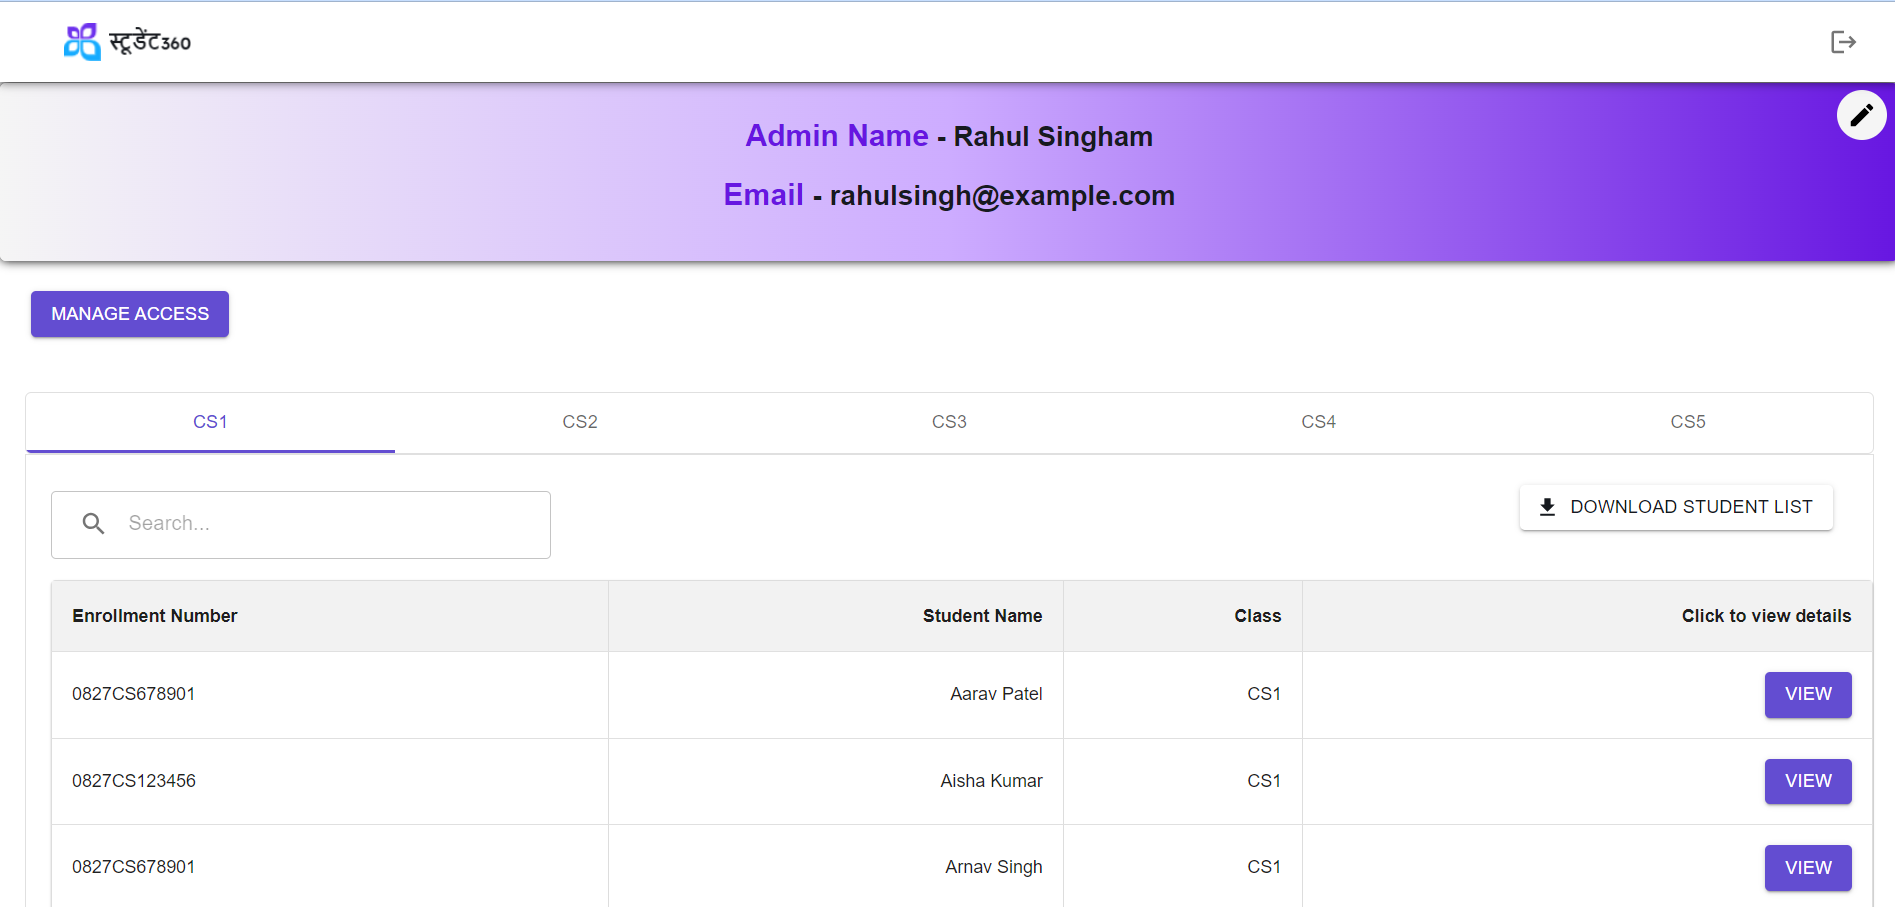 स्टूडेंट360
Admin Name - Rahul Singham
Email - rahulsingh@example.com
MANAGE ACCESS
CS1 CS2 CS3 CS4 CS5
Search...
DOWNLOAD STUDENT LIST
Enrollment Number Student Name Class Click to view details
0827CS678901 Aarav Patel CS1 VIEW
0827CS123456 Aisha Kumar CS1 VIEW
0827CS678901 Arnav Singh CS1 VIEW